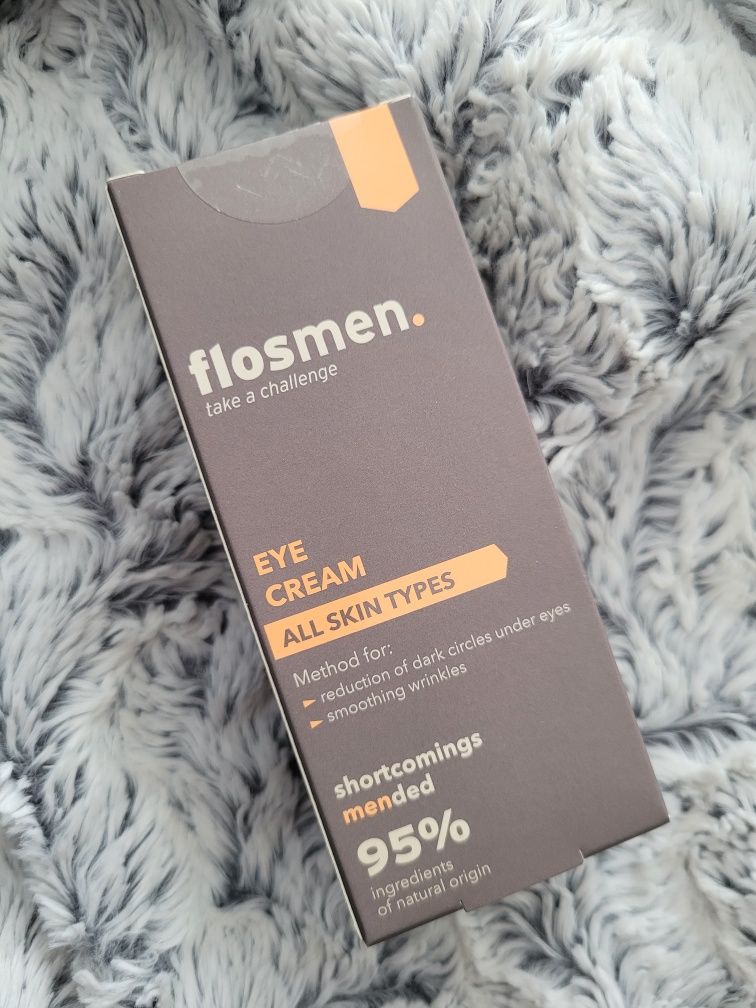 flosmen.
take a challenge
EYE
CREAM
ALL SKIN TYPES
Method for:
reduction of dark circles under eyes
smoothing wrinkles
shortcomings
mended
95%
ingredients
of natural origin